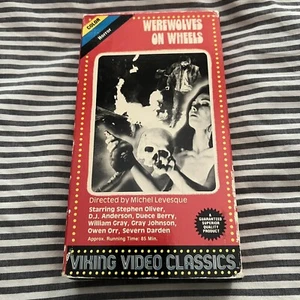 COLOR
Horror
WEREWOLVES
ON WHEELS
Directed by Michel Levesque
Starring Stephen Oliver,
D.J. Anderson, Duece Berry,
William Gray, Gray Johnson,
Owen Orr, Severn Darden
Approx. Running Time: 85 Min.
A
GUARANTEED
SUPERIOR
QUALITY
PRODUCT
VIKING VIDEO CLASSICS